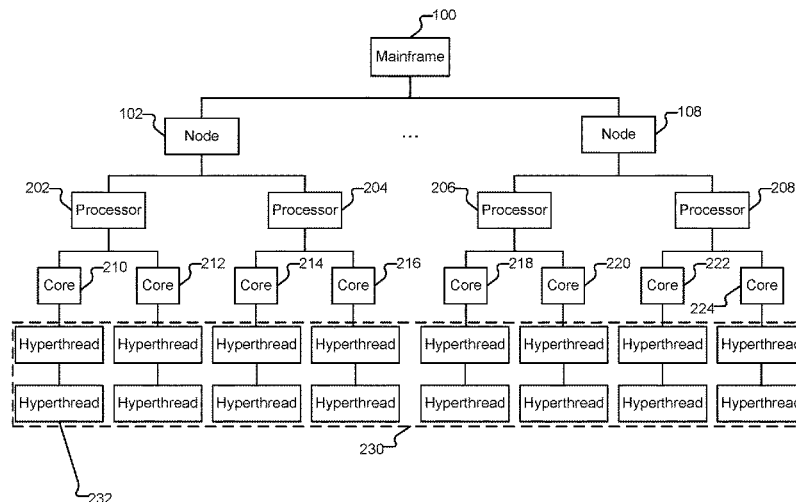 100
Mainframe
102
Node
...
Node
108
202
Processor
204
Processor
206
Processor
208
Processor
Core
210
Core
212
Core
214
Core
216
Core
218
Core
220
Core
222
224
Core
Hyperthread Hyperthread Hyperthread Hyperthread Hyperthread Hyperthread Hyperthread Hyperthread
Hyperthread Hyperthread Hyperthread Hyperthread Hyperthread Hyperthread Hyperthread Hyperthread
230
232